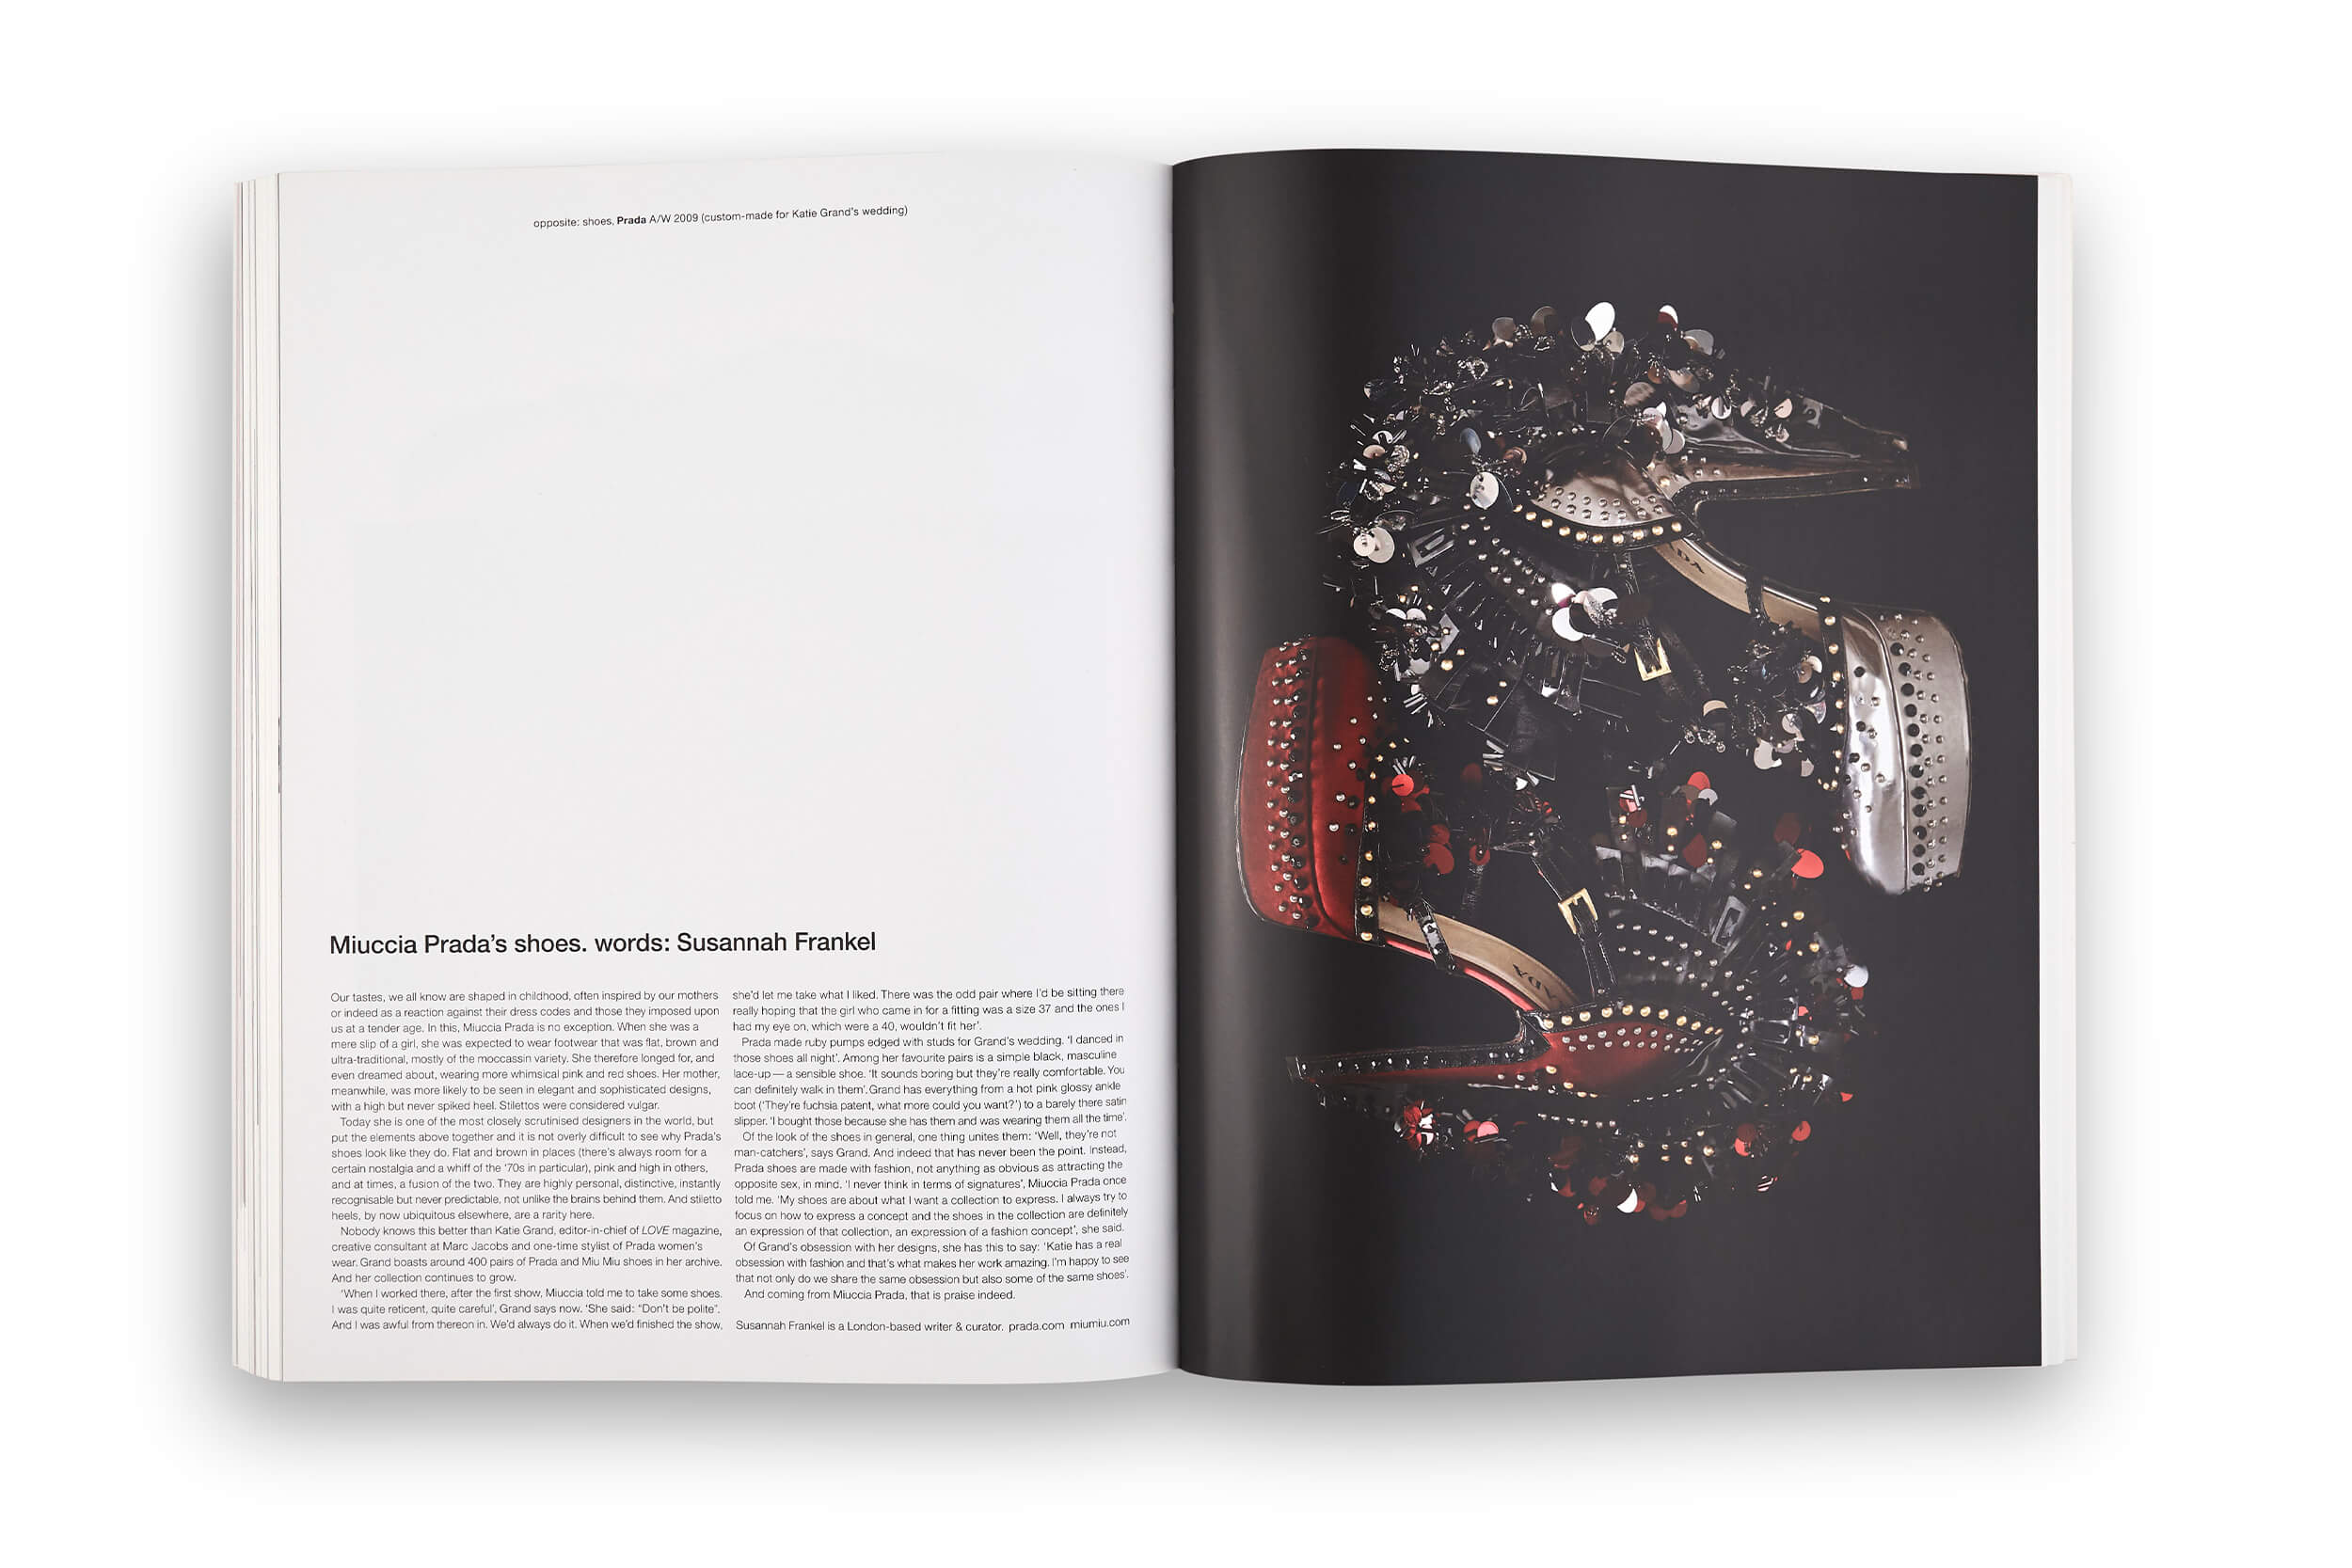 opposite: shoes, Prada A/W 2009 (custom-made for Katie Grand's wedding)
Miuccia Prada's shoes. words: Susannah Frankel
Our tastes, we all know are shaped in childhood, often inspired by our mothers
or indeed as a reaction against their dress codes and those they imposed upon
us at a tender age. In this, Miuccia Prada is no exception. When she was a
mere slip of a girl, she was expected to wear footwear that was flat, brown and
ultra-traditional, mostly of the moccassin variety. She therefore longed for, and
even dreamed about, wearing more whimsical pink and red shoes. Her mother,
meanwhile, was more likely to be seen in elegant and sophisticated designs,
with a high but never spiked heel. Stilettos were considered vulgar.
Today she is one of the most closely scrutinised designers in the world, but
put the elements above together and it is not overly difficult to see why Prada's
shoes look like they do. Flat and brown in places (there's always room for a
certain nostalgia and a whiff of the '70s in particular), pink and high in others,
and at times, a fusion of the two. They are highly personal, distinctive, instantly
recognisable but never predictable, not unlike the brains behind them. And stiletto
heels, by now ubiquitous elsewhere, are a rarity here.
Nobody knows this better than Katie Grand, editor-in-chief of LOVE magazine,
creative consultant at Marc Jacobs and one-time stylist of Prada women's
wear. Grand boasts around 400 pairs of Prada and Miu Miu shoes in her archive.
And her collection continues to grow.
'When I worked there, after the first show, Miuccia told me to take some shoes.
I was quite reticent, quite careful', Grand says now. 'She said: "Don't be polite".
And I was awful from thereon in. We'd always do it. When we'd finished the show,
she'd let me take what I liked. There was the odd pair where I'd be sitting there
really hoping that the girl who came in for a fitting was a size 37 and the ones I
had my eye on, which were a 40, wouldn't fit her'.
Prada made ruby pumps edged with studs for Grand's wedding. 'I danced in
those shoes all night'. Among her favourite pairs is a simple black, masculine
lace-up — a sensible shoe. 'It sounds boring but they're really comfortable. You
can definitely walk in them'. Grand has everything from a hot pink glossy ankle
boot ('They're fuchsia patent, what more could you want?') to a barely there satin
slipper. 'I bought those because she has them and was wearing them all the time'.
Of the look of the shoes in general, one thing unites them: 'Well, they're not
man-catchers', says Grand. And indeed that has never been the point. Instead,
Prada shoes are made with fashion, not anything as obvious as attracting the
opposite sex, in mind. 'I never think in terms of signatures', Miuccia Prada once
told me. 'My shoes are about what I want a collection to express. I always try to
focus on how to express a concept and the shoes in the collection are definitely
an expression of that collection, an expression of a fashion concept', she said.
Of Grand's obsession with her designs, she has this to say: 'Katie has a real
obsession with fashion and that's what makes her work amazing. I'm happy to see
that not only do we share the same obsession but also some of the same shoes'.
And coming from Miuccia Prada, that is praise indeed.
Susannah Frankel is a London-based writer & curator. prada.com miumiu.com
DA
ADA